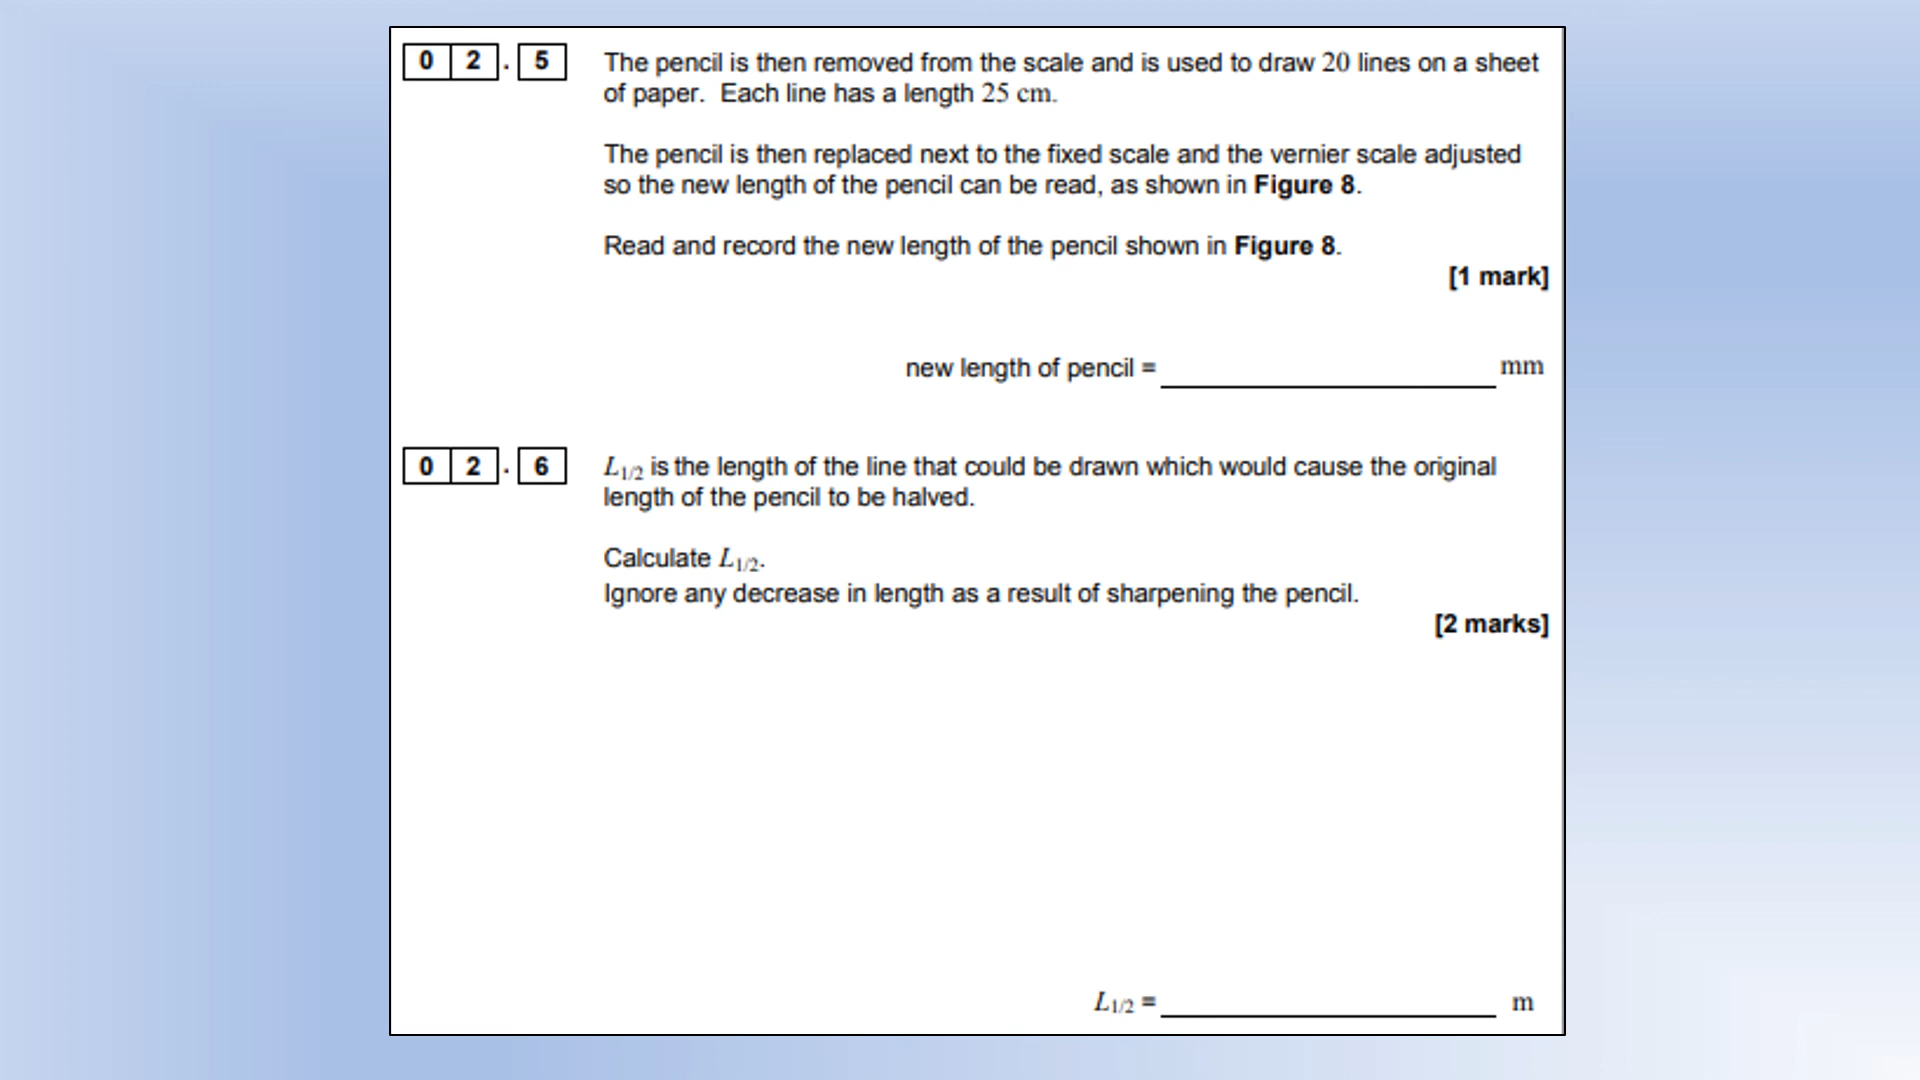 0 2 . 5 The pencil is then removed from the scale and is used to draw 20 lines on a sheet
of paper. Each line has a length 25 cm.
The pencil is then replaced next to the fixed scale and the vernier scale adjusted
so the new length of the pencil can be read, as shown in Figure 8.
Read and record the new length of the pencil shown in Figure 8.
[1 mark]
new length of pencil = mm
0 2 . 6 L1/2 is the length of the line that could be drawn which would cause the original
length of the pencil to be halved.
Calculate L1/2.
Ignore any decrease in length as a result of sharpening the pencil.
[2 marks]
L1/2 = m